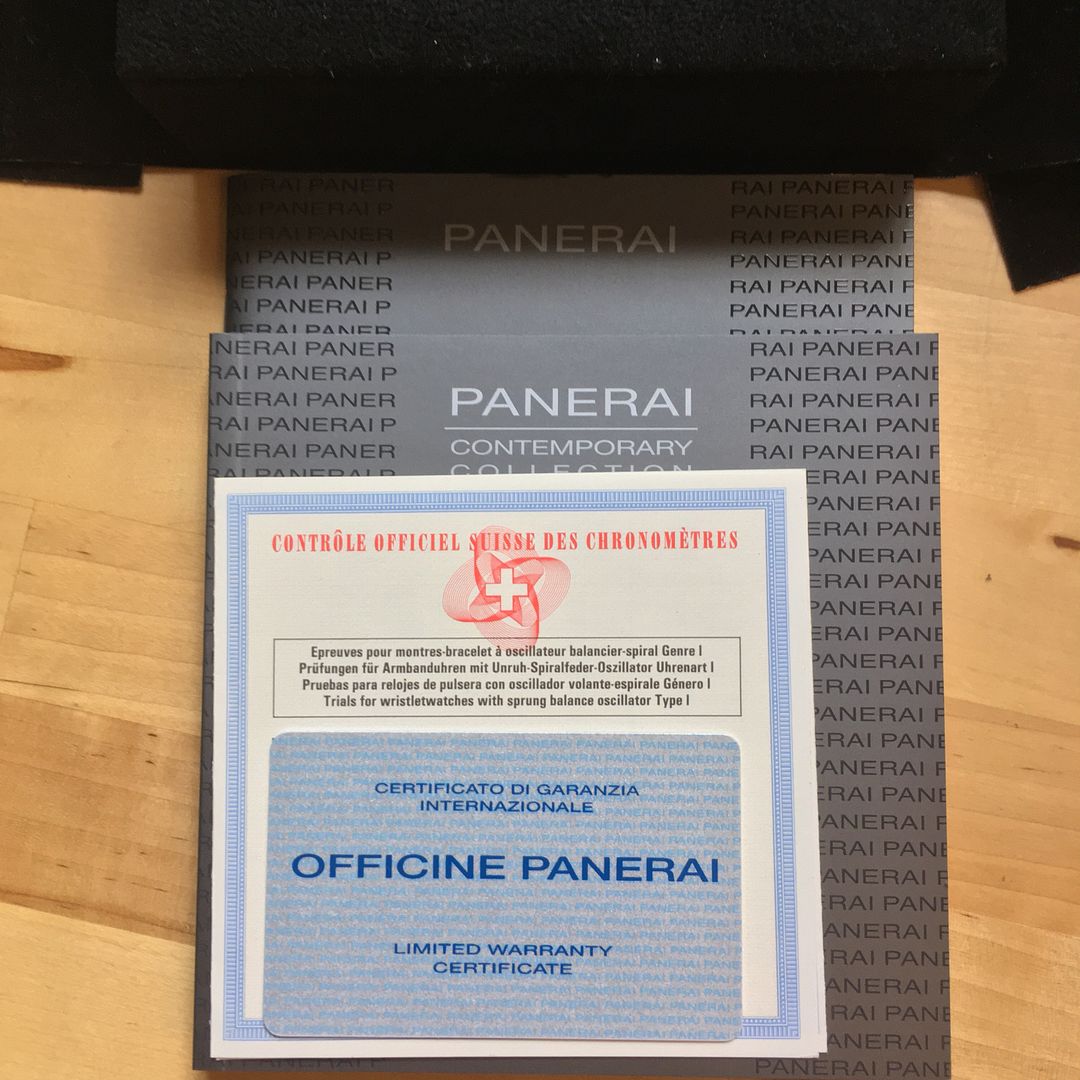 PANERAI
PANERAI
CONTEMPORARY
COLLECTION
CONTRÔLE OFFICIEL SUISSE DES CHRONOMÈTRES
Epreuves pour montres-bracelet à oscillateur balancier-spiral Genre I
Prüfungen für Armbanduhren mit Unruh-Spiralfeder-Oszillator Uhrenart I
Pruebas para relojes de pulsera con oscillador volante-espirale Género I
Trials for wristletwatches with sprung balance oscillator Type I
CERTIFICATO DI GARANZIA
INTERNAZIONALE
OFFICINE PANERAI
LIMITED WARRANTY
CERTIFICATE